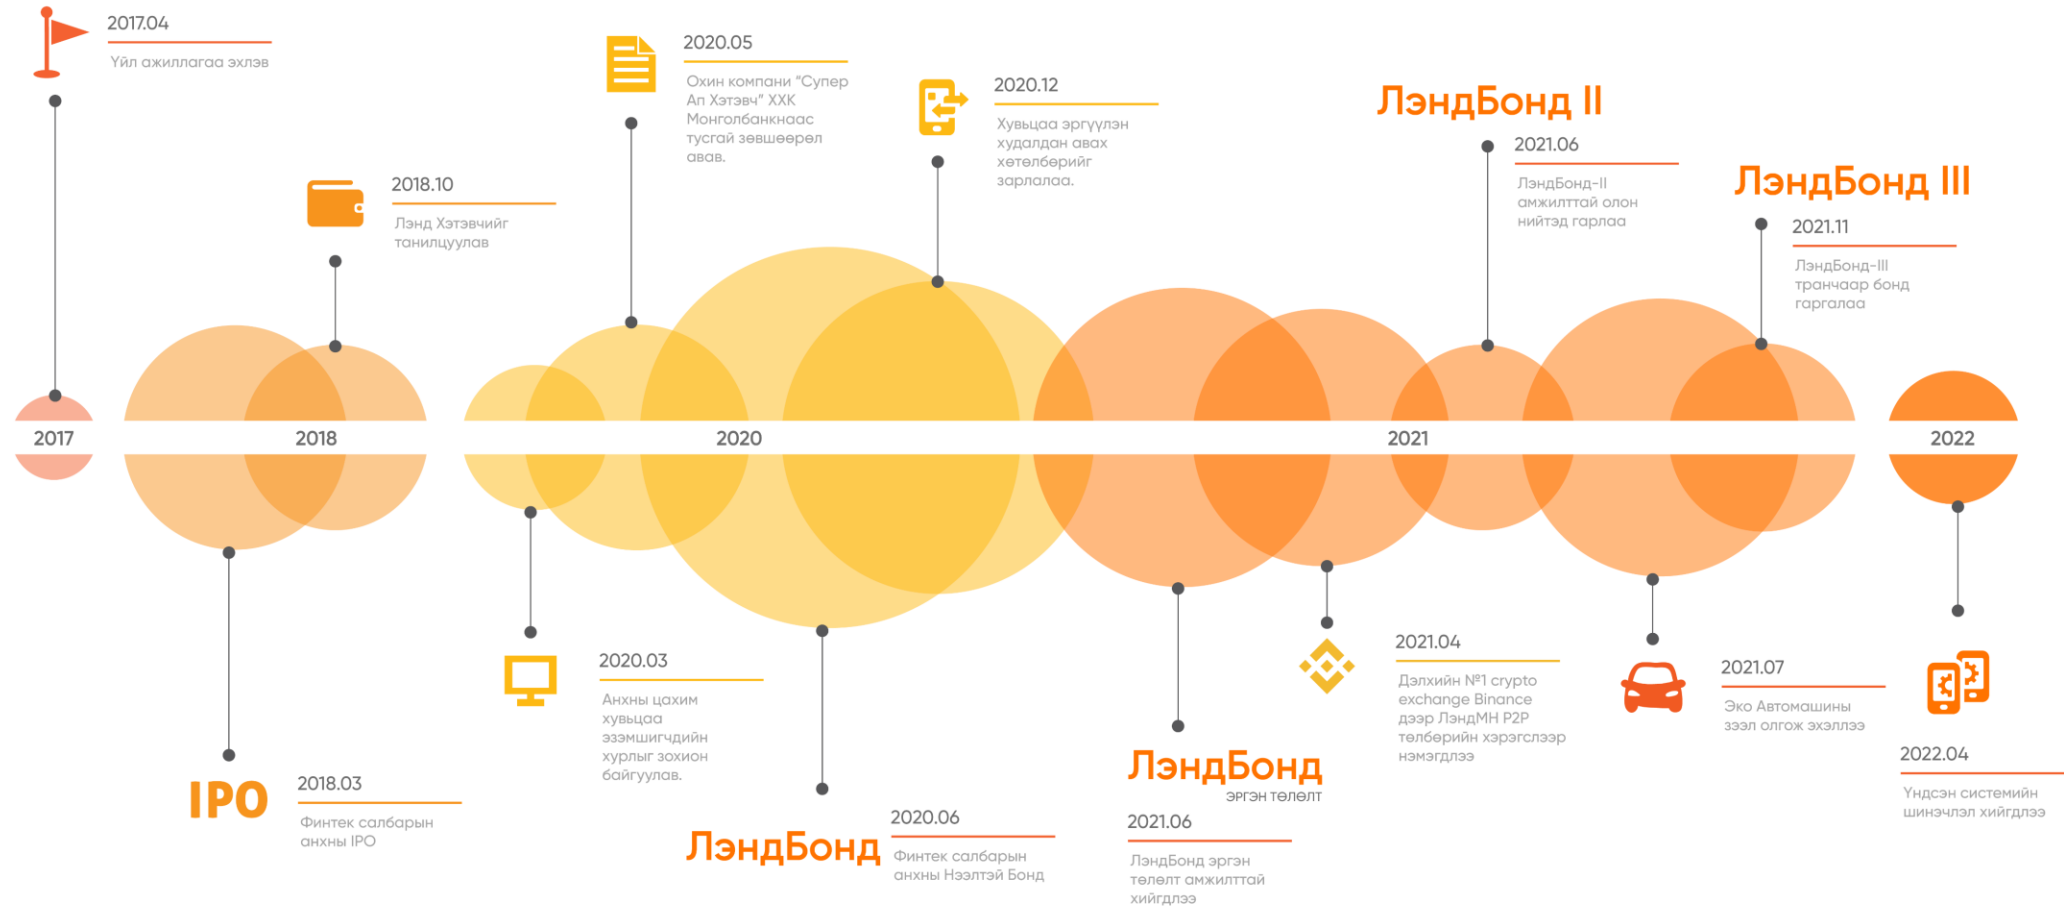 2017.04
Үйл ажиллагаа эхлэв
2018.10
Лэнд Хэтэвчийг
танилцуулав
2020.05
Охин компани “Супер
Ап Хэтэвч” ХХК
Монголбанкнаас
тусгай зөвшөөрөл
авав.
2020.12
Хувьцаа эргүүлэн
худалдан авах
хөтөлбөрийг
зарлалаа.
ЛэндБонд II
2021.06
ЛэндБонд-II
амжилттай олон
нийтэд гарлаа
ЛэндБонд III
2021.11
ЛэндБонд-III
транчаар бонд
гаргалаа
2017
2018
2020
2021
2022
IPO
2018.03
Финтек салбарын
анхны IPO
2020.03
Анхны цахим
хувьцаа
эзэмшигчдийн
хурлыг зохион
байгуулав.
ЛэндБонд
2020.06
Финтек салбарын
анхны Нээлтэй Бонд
ЛэндБонд
ЭРГЭН ТӨЛӨЛТ
2021.06
ЛэндБонд эргэн
төлөлт амжилттай
хийгдлээ
2021.04
Дэлхийн №1 crypto
exchange Binance
дээр ЛэндМН P2P
төлбөрийн хэрэгслээр
нэмэгдлээ
2021.07
Эко Автомашины
зээл олгож эхэллээ
2022.04
Үндсэн системийн
шинэчлэл хийгдлээ